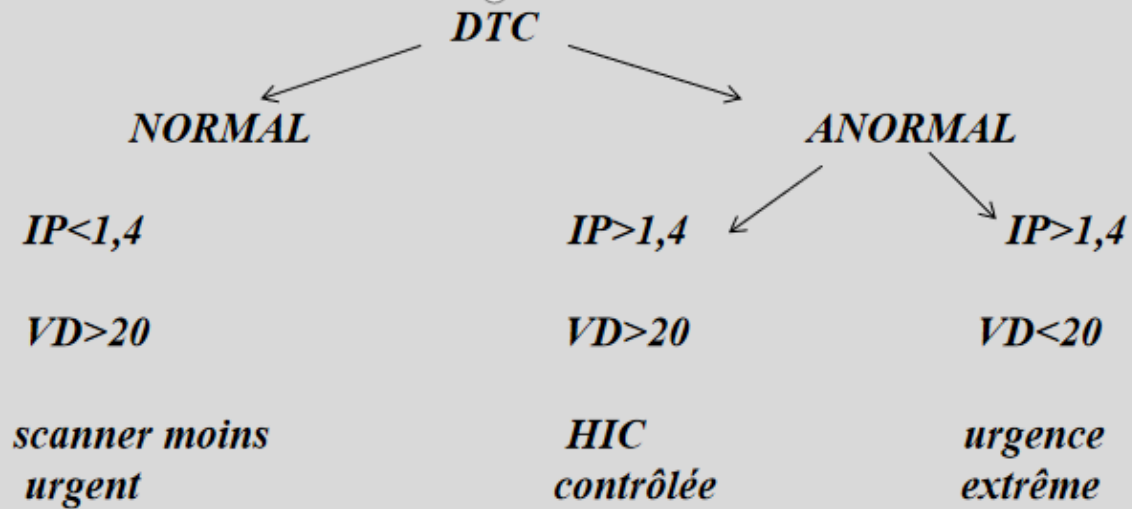 DTC
NORMAL
ANORMAL
IP<1,4
IP>1,4
IP>1,4
VD>20
VD>20
VD<20
scanner moins
HIC
urgence
urgent
contrôlée
extrême